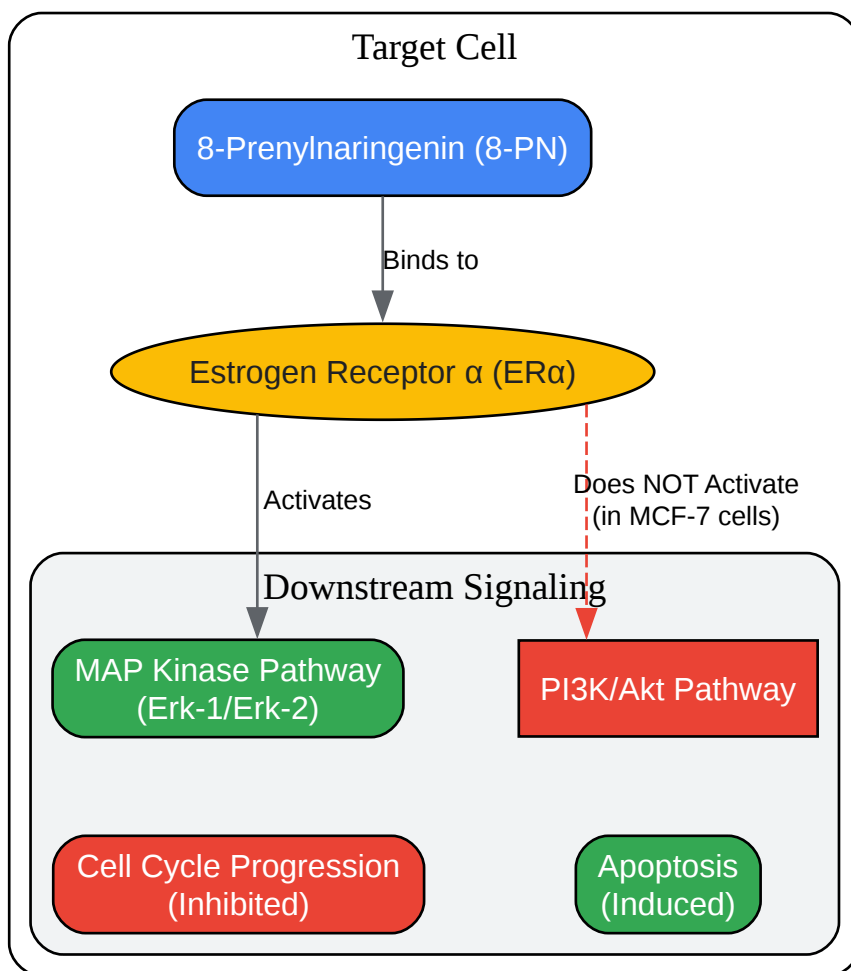 Target Cell
8-Prenylnaringenin (8-PN)
Binds to
Estrogen Receptor α (ERα)
Activates
Does NOT Activate
(in MCF-7 cells)
Downstream Signaling
MAP Kinase Pathway
(Erk-1/Erk-2)
PI3K/Akt Pathway
Cell Cycle Progression
(Inhibited)
Apoptosis
(Induced)